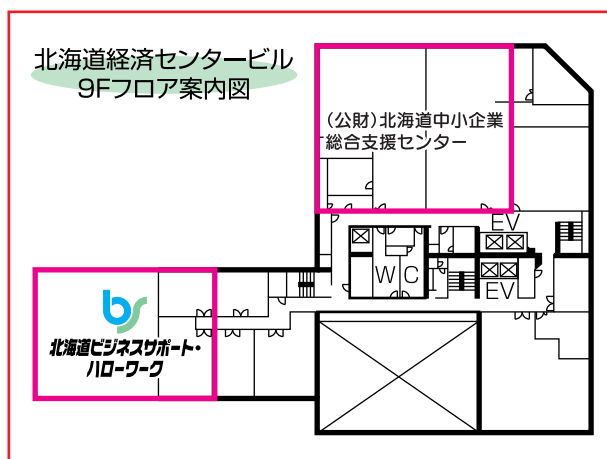 北海道経済センタービル
9Fフロア案内図
(公財)北海道中小企業
総合支援センター
EV
WC
EV
bs
北海道ビジネスサポート・
ハローワーク